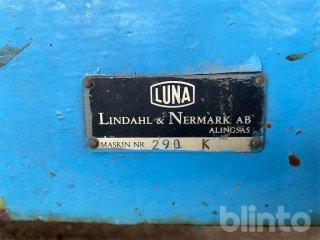 LUNA
LINDAHL & NERMARK AB
ALINGSÅS
MASKIN NR 290 K
blinto